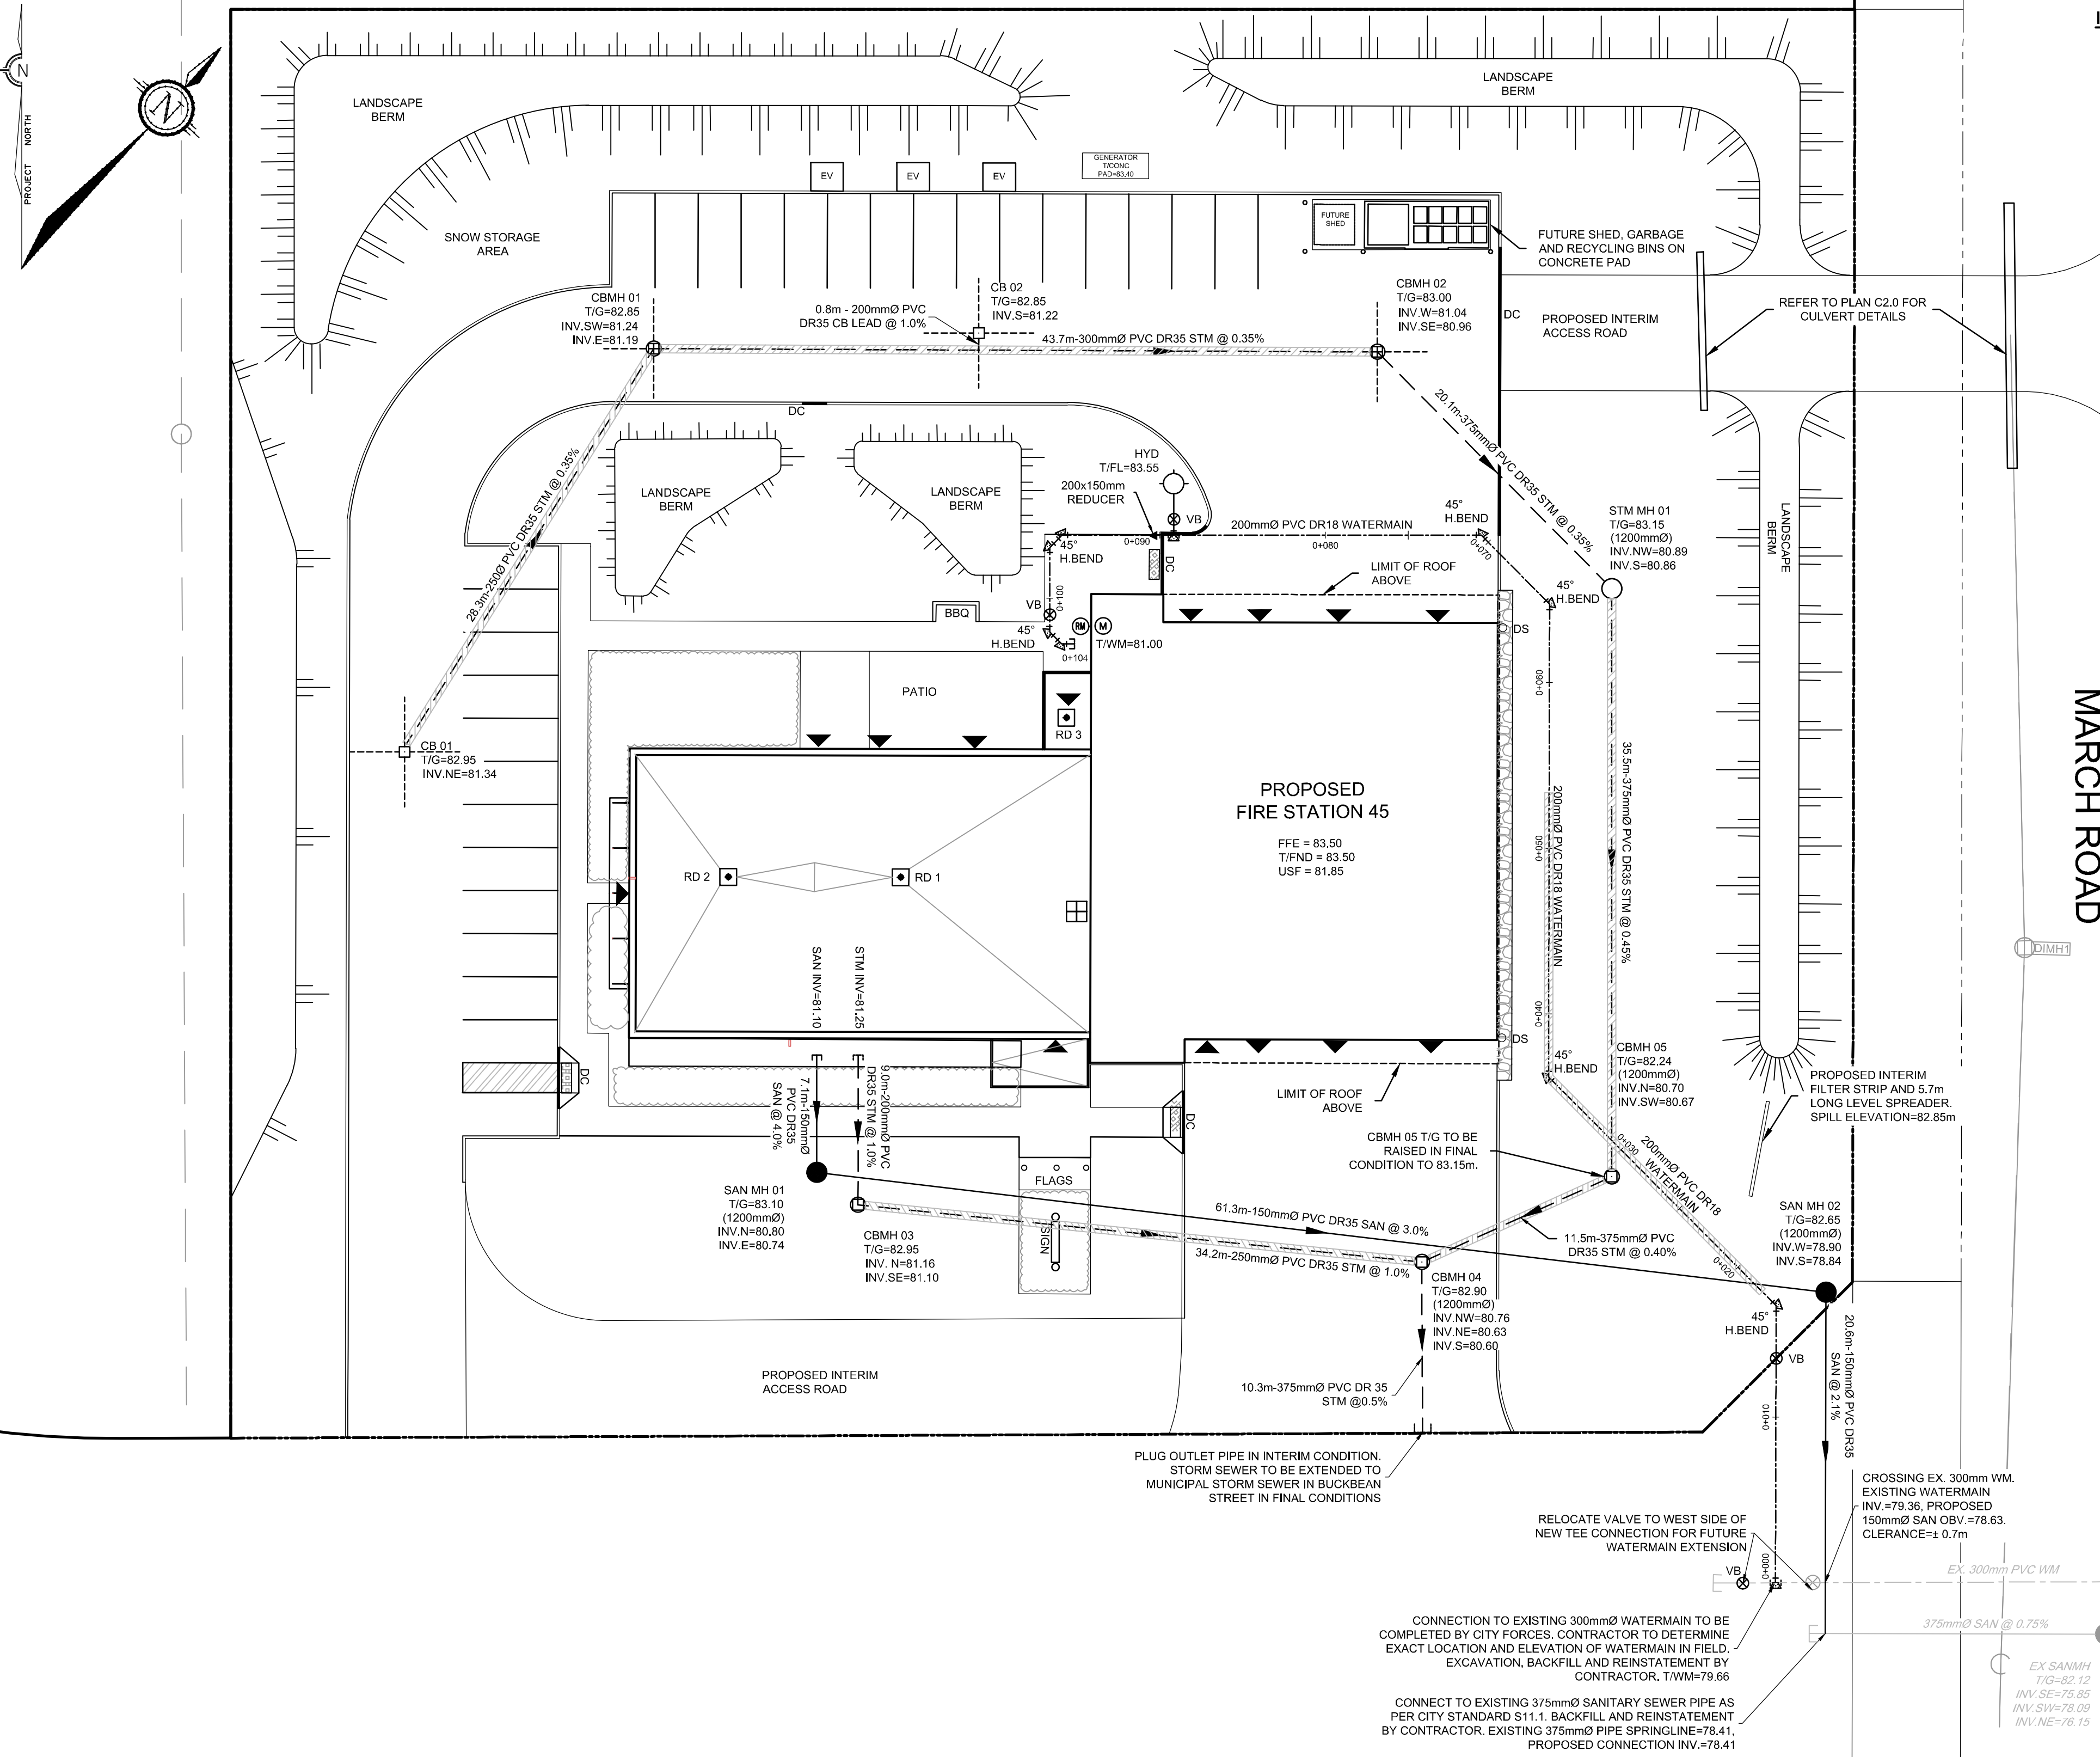 N
PROJECT NORTH
N
LANDSCAPE
BERM
LANDSCAPE
BERM
GENERATOR
T/CONC
PAD=83.40
EV
EV
EV
SNOW STORAGE
AREA
FUTURE
SHED
FUTURE SHED, GARBAGE
AND RECYCLING BINS ON
CONCRETE PAD
CBMH 01
T/G=82.85
INV.SW=81.24
INV.E=81.19
0.8m - 200mmØ PVC
DR35 CB LEAD @ 1.0%
CB 02
T/G=82.85
INV.S=81.22
43.7m-300mmØ PVC DR35 STM @ 0.35%
CBMH 02
T/G=83.00
INV.W=81.04
INV.SE=80.96
DC
PROPOSED INTERIM
ACCESS ROAD
REFER TO PLAN C2.0 FOR
CULVERT DETAILS
DC
28.3m-250Ø PVC DR35 STM @ 0.35%
20.1m-375mmØ PVC DR35 STM @ 0.35%
LANDSCAPE
BERM
LANDSCAPE
BERM
HYD
T/FL=83.55
200x150mm
REDUCER
VB
0+090
200mmØ PVC DR18 WATERMAIN
0+080
45°
H.BEND
0+070
STM MH 01
T/G=83.15
(1200mmØ)
INV.NW=80.89
INV.S=80.86
LANDSCAPE
BERM
45°
H.BEND
DC
LIMIT OF ROOF
ABOVE
45°
H.BEND
0+100
VB
BBQ
RM
M
45°
H.BEND
T/WM=81.00
0+104
DS
0+060
PATIO
RD 3
CB 01
T/G=82.95
INV.NE=81.34
MARCH ROAD
PROPOSED
FIRE STATION 45
FFE = 83.50
T/FND = 83.50
USF = 81.85
35.5m-375mmØ PVC DR35 STM @ 0.45%
200mmØ PVC DR18 WATERMAIN
0+050
RD 2
RD 1
DIMH1
SAN INV=81.10
STM INV=81.25
0+040
DS
45°
H.BEND
CBMH 05
T/G=82.24
(1200mmØ)
INV.N=80.70
INV.SW=80.67
DC
7.1m-150mmØ
PVC DR35
SAN @ 4.0%
9.0m-200mmØ PVC
DR35 STM @ 1.0%
LIMIT OF ROOF
ABOVE
DC
PROPOSED INTERIM
FILTER STRIP AND 5.7m
LONG LEVEL SPREADER.
SPILL ELEVATION=82.85m
CBMH 05 T/G TO BE
RAISED IN FINAL
CONDITION TO 83.15m.
0+030
200mmØ PVC DR18
WATERMAIN
FLAGS
SAN MH 01
T/G=83.10
(1200mmØ)
INV.N=80.80
INV.E=80.74
61.3m-150mmØ PVC DR35 SAN @ 3.0%
SAN MH 02
T/G=82.65
(1200mmØ)
INV.W=78.90
INV.S=78.84
CBMH 03
T/G=82.95
INV. N=81.16
INV.SE=81.10
SIGN
34.2m-250mmØ PVC DR35 STM @ 1.0%
11.5m-375mmØ PVC
DR35 STM @ 0.40%
0+020
CBMH 04
T/G=82.90
(1200mmØ)
INV.NW=80.76
INV.NE=80.63
INV.S=80.60
45°
H.BEND
VB
20.6m-150mmØ PVC DR35
SAN @ 2.1%
PROPOSED INTERIM
ACCESS ROAD
10.3m-375mmØ PVC DR 35
STM @0.5%
0+010
PLUG OUTLET PIPE IN INTERIM CONDITION.
STORM SEWER TO BE EXTENDED TO
MUNICIPAL STORM SEWER IN BUCKBEAN
STREET IN FINAL CONDITIONS
CROSSING EX. 300mm WM.
EXISTING WATERMAIN
INV.=79.36, PROPOSED
150mmØ SAN OBV.=78.63.
CLERANCE=± 0.7m
RELOCATE VALVE TO WEST SIDE OF
NEW TEE CONNECTION FOR FUTURE
WATERMAIN EXTENSION
VB
0+000
EX. 300mm PVC WM
CONNECTION TO EXISTING 300mmØ WATERMAIN TO BE
COMPLETED BY CITY FORCES. CONTRACTOR TO DETERMINE
EXACT LOCATION AND ELEVATION OF WATERMAIN IN FIELD.
EXCAVATION, BACKFILL AND REINSTATEMENT BY
CONTRACTOR. T/WM=79.66
375mmØ SAN @ 0.75%
EX SANMH
T/G=82.12
INV.SE=75.85
INV.SW=78.09
INV.NE=76.15
CONNECT TO EXISTING 375mmØ SANITARY SEWER PIPE AS
PER CITY STANDARD S11.1. BACKFILL AND REINSTATEMENT
BY CONTRACTOR. EXISTING 375mmØ PIPE SPRINGLINE=78.41,
PROPOSED CONNECTION INV.=78.41